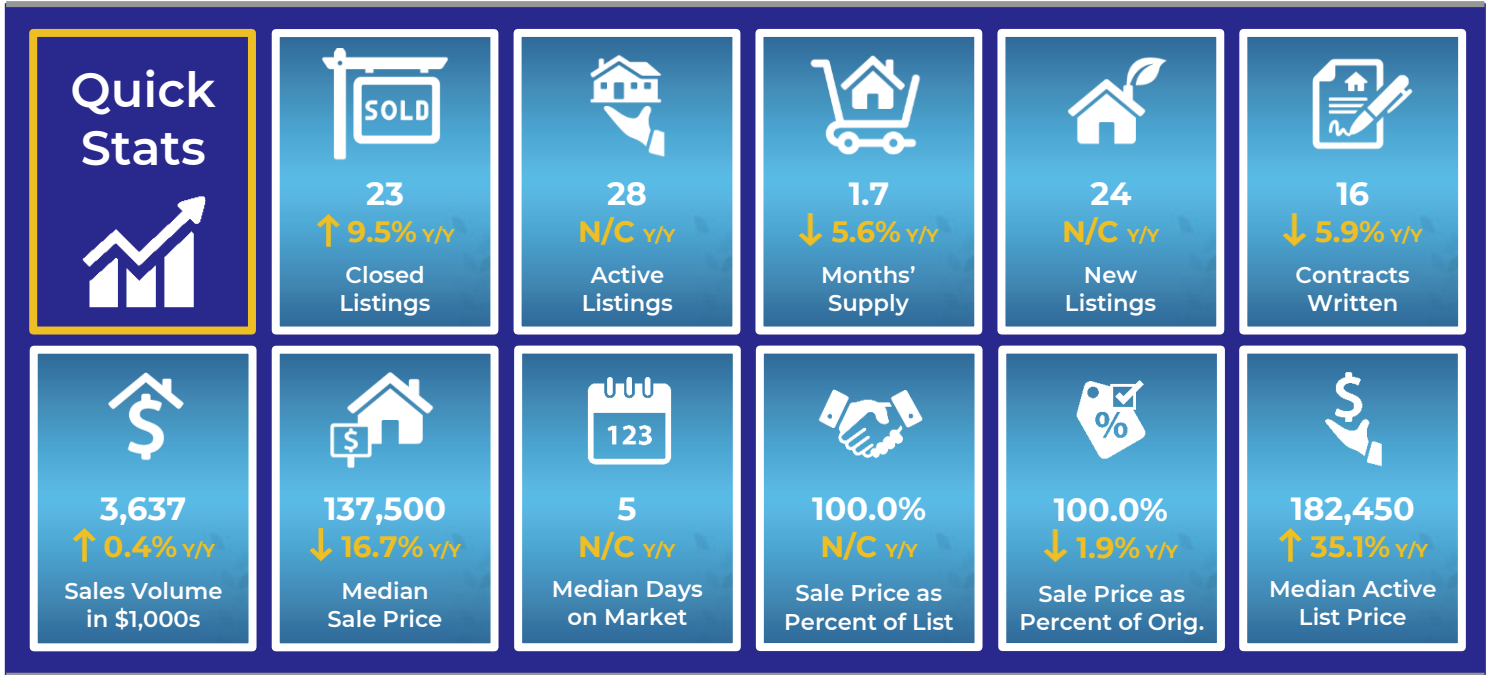 Quick
Stats
SOLD
23
↑ 9.5% Y/Y
Closed
Listings
28
N/C Y/Y
Active
Listings
1.7
↓ 5.6% Y/Y
Months’
Supply
24
N/C Y/Y
New
Listings
16
↓ 5.9% Y/Y
Contracts
Written
$
3,637
↑ 0.4% Y/Y
Sales Volume
in $1,000s
$
137,500
↓ 16.7% Y/Y
Median
Sale Price
123
5
N/C Y/Y
Median Days
on Market
100.0%
N/C Y/Y
Sale Price as
Percent of List
%
100.0%
↓ 1.9% Y/Y
Sale Price as
Percent of Orig.
$
182,450
↑ 35.1% Y/Y
Median Active
List Price